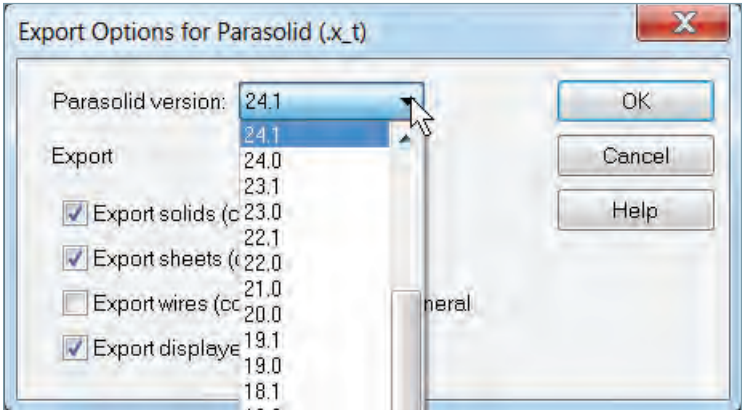 Export Options for Parasolid (.x_t)
Parasolid version: 24.1
OK
24.1
Export
24.0
Cancel
23.1
Export solids (c
23.0
Help
22.1
Export sheets (
22.0
21.0
Export wires (co
neral
20.0
19.1
Export displaye
19.0
18.1